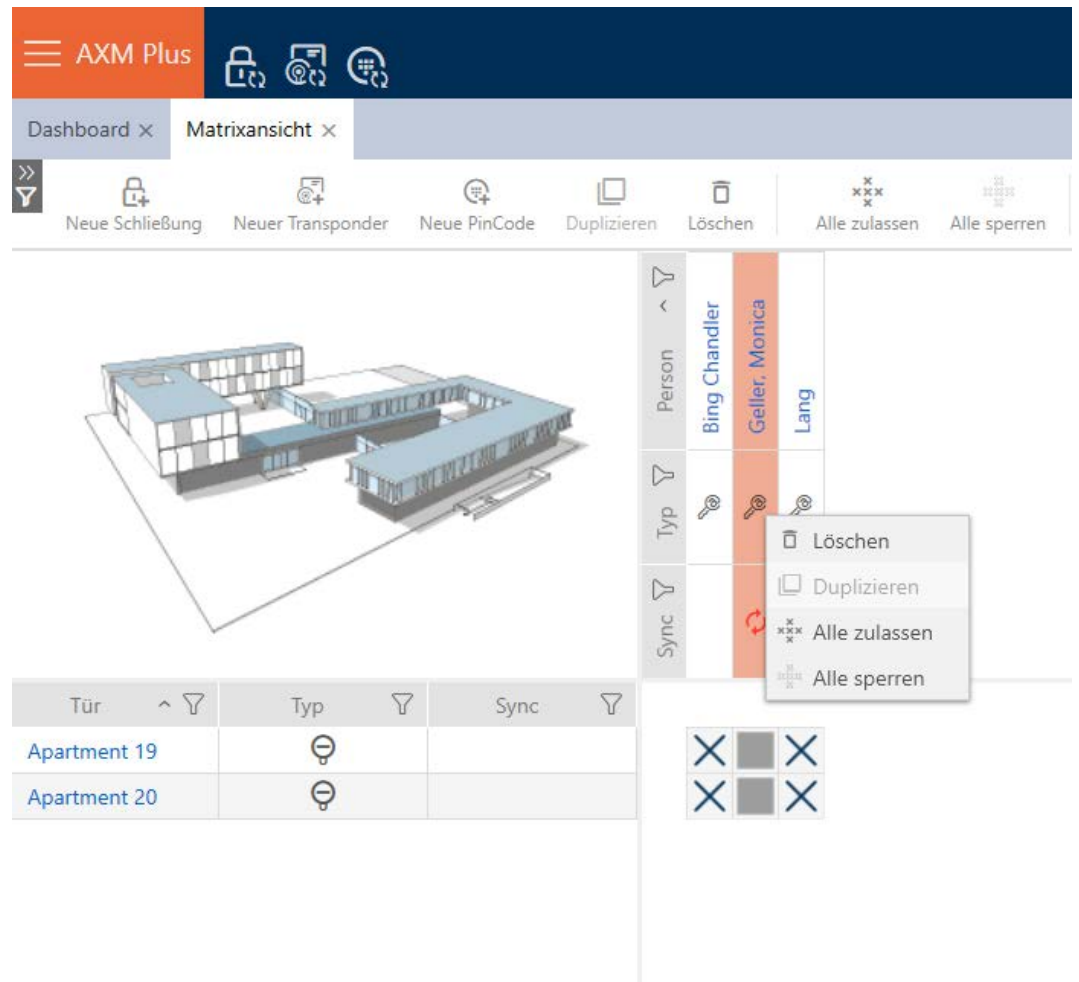 AXM Plus
Dashboard ×
Matrixansicht ×
Neue Schließung
Neuer Transponder
Neue PinCode
Duplizieren
Löschen
Alle zulassen
Alle sperren
Person
Bing Chandler
Geller, Monica
Lang
Typ
Sync
Löschen
Duplizieren
Alle zulassen
Alle sperren
Tür
Typ
Sync
Apartment 19
Apartment 20